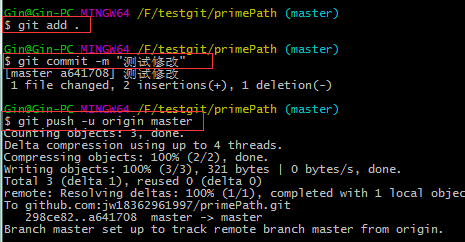 Gin@Gin-PC MINGW64 /F/testgit/primePath (master)
$ git add .
Gin@Gin-PC MINGW64 /F/testgit/primePath (master)
$ git commit -m "测试修改"
[master a641708] 测试修改
1 file changed, 2 insertions(+), 1 deletion(-)
Gin@Gin-PC MINGW64 /F/testgit/primePath (master)
$ git push -u origin master
Counting objects: 3, done.
Delta compression using up to 4 threads.
Compressing objects: 100% (2/2), done.
Writing objects: 100% (3/3), 321 bytes | 0 bytes/s, done.
Total 3 (delta 1), reused 0 (delta 0)
remote: Resolving deltas: 100% (1/1), completed with 1 local objec
To github.com:jw18362961997/primePath.git
298ce82..a641708  master -> master
Branch master set up to track remote branch master from origin.